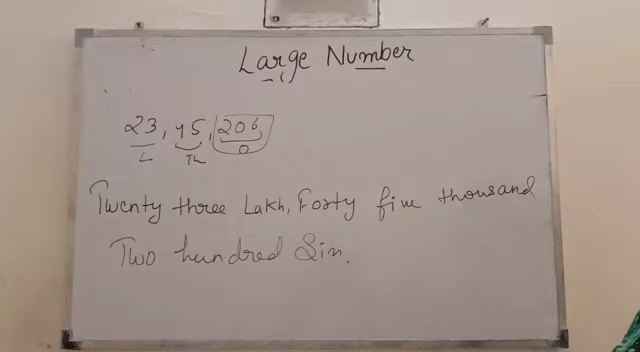 Large Number
23, 45, 206
L Th O
Twenty three Lakh, Forty five thousand
Two hundred Six.